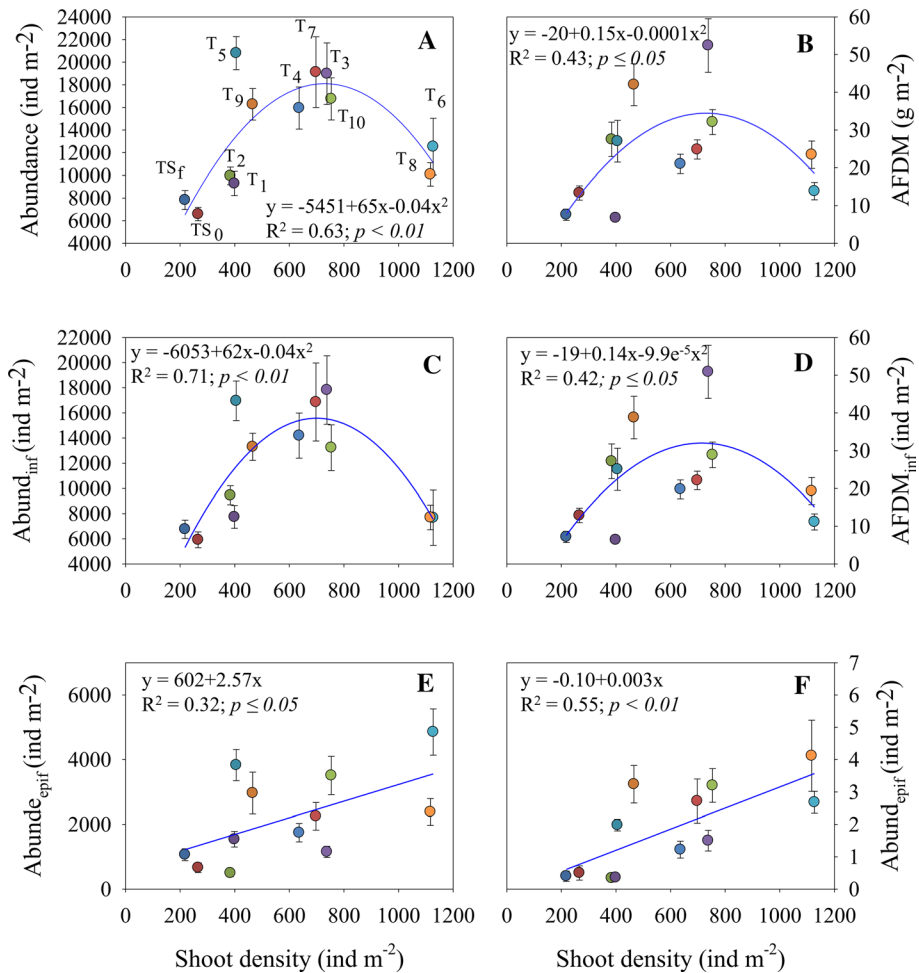 24000
22000
20000
18000
16000
14000
12000
10000
8000
6000
4000
Abundance (ind m-2)
A
T7
T5
T3
T4
T9
T10
T6
T8
TSf
T2
T1
TS0
y = -5451+65x-0.04x²
R² = 0.63; p < 0.01
0 200 400 600 800 1000 1200
y = -20+0.15x-0.0001x²
R² = 0.43; p ≤ 0.05
B
60
50
40
30
20
10
0
AFDM (g m-2)
0 200 400 600 800 1000 1200
22000
20000
18000
16000
14000
12000
10000
8000
6000
4000
Abundinf (ind m-2)
y = -6053+62x-0.04x²
R² = 0.71; p < 0.01
C
0 200 400 600 800 1000 1200
y = -19+0.14x-9.9e⁻⁵x²
R² = 0.42; p ≤ 0.05
D
60
50
40
30
20
10
0
AFDMinf (ind m-2)
0 200 400 600 800 1000 1200
6000
4000
2000
0
Abundeepif (ind m-2)
y = 602+2.57x
R² = 0.32; p ≤ 0.05
E
0 200 400 600 800 1000 1200
Shoot density (ind m⁻²)
y = -0.10+0.003x
R² = 0.55; p < 0.01
F
7
6
5
4
3
2
1
0
Abundepif (ind m-2)
0 200 400 600 800 1000 1200
Shoot density (ind m⁻²)